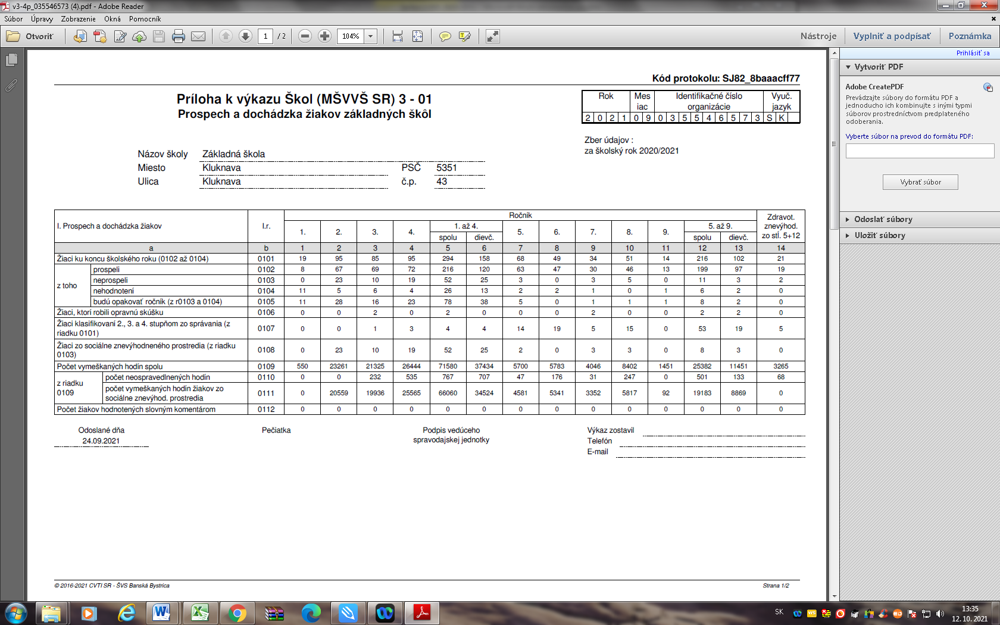 v3-4p_035546573 (4).pdf - Adobe Reader
Súbor Úpravy Zobrazenie Okná Pomocník
Otvoriť 1 / 2 104% Nástroje Vyplniť a podpísať Poznámka
Prihlásiť sa
Vytvoriť PDF
Adobe CreatePDF
Prevádzajte súbory do formátu PDF a
jednoducho ich kombinujte s inými typmi
súborov prostredníctvom predplateného
odoberania.
Vyberte súbor na prevod do formátu PDF:
Vybrať súbor
Odoslať súbory
Uložiť súbory
Kód protokolu: SJ82_8baaacff77
Príloha k výkazu Škol (MŠVVŠ SR) 3 - 01
Prospech a dochádzka žiakov základných škôl
Rok Mes iac Identifikačné číslo organizácie Vyuč. jazyk
2 0 2 1 0 9 0 3 5 5 4 6 5 7 3 S K
Zber údajov :
za školský rok 2020/2021
Názov školy Základná škola
Miesto Kluknava PSČ 5351
Ulica Kluknava č.p. 43
I. Prospech a dochádzka žiakov l.r. Ročník Zdravot. znevýhod. zo stĺ. 5+12
1. 2. 3. 4. 1. až 4. 5. 6. 7. 8. 9. 5. až 9.
spolu dievč. spolu dievč.
a b 1 2 3 4 5 6 7 8 9 10 11 12 13 14
Žiaci ku koncu školského roku (0102 až 0104) 0101 19 95 85 95 294 158 68 49 34 51 14 216 102 21
z toho
prospeli 0102 8 67 69 72 216 120 63 47 30 46 13 199 97 19
neprospeli 0103 0 23 10 19 52 25 3 0 3 5 0 11 3 2
nehodnotení 0104 11 5 6 4 26 13 2 2 1 0 1 6 2 0
budú opakovať ročník (z r0103 a 0104) 0105 11 28 16 23 78 38 5 0 1 1 1 8 2 0
Žiaci, ktorí robili opravnú skúšku 0106 0 0 2 0 2 0 0 0 2 0 0 2 2 0
Žiaci klasifikovaní 2., 3. a 4. stupňom zo správania (z
riadku 0101) 0107 0 0 1 3 4 4 14 19 5 15 0 53 19 5
Žiaci zo sociálne znevýhodneného prostredia (z riadku
0103) 0108 0 23 10 19 52 25 2 0 3 3 0 8 3 0
Počet vymeškaných hodín spolu 0109 550 23261 21325 26444 71580 37434 5700 5783 4046 8402 1451 25382 11451 3265
z riadku 0109
počet neospravedlnených hodín 0110 0 0 232 535 767 707 47 176 31 247 0 501 133 68
počet vymeškaných hodín žiakov zo
sociálne znevýhod. prostredia 0111 0 20559 19936 25565 66060 34524 4581 5341 3352 5817 92 19183 8869 0
Počet žiakov hodnotených slovným komentárom 0112 0 0 0 0 0 0 0 0 0 0 0 0 0 0
Odoslané dňa Pečiatka Podpis vedúceho Výkaz zostavil
24.09.2021 spravodajskej jednotky Telefón
E-mail
© 2016-2021 CVTI SR - ŠVS Banská Bystrica Strana 1/2
SK 13:35
12. 10. 2021